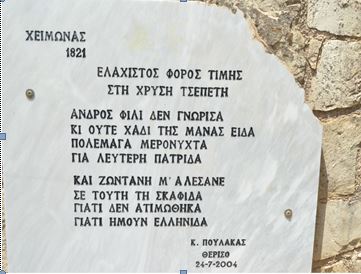 ΧΕΙΜΩΝΑΣ
1821
ΕΛΑΧΙΣΤΟΣ ΦΟΡΟΣ ΤΙΜΗΣ
ΣΤΗ ΧΡΥΣΗ ΤΣΕΠΕΤΗ
ΑΝΔΡΟΣ ΦΙΛΙ ΔΕΝ ΓΝΩΡΙΣΑ
ΚΙ ΟΥΤΕ ΧΑΔΙ ΤΗΣ ΜΑΝΑΣ ΕΙΔΑ
ΠΟΛΕΜΑΓΑ ΜΕΡΟΝΥΧΤΑ
ΓΙΑ ΛΕΥΤΕΡΗ ΠΑΤΡΙΔΑ
ΚΑΙ ΖΩΝΤΑΝΗ Μ' ΑΛΕΣΑΝΕ
ΣΕ ΤΟΥΤΗ ΤΗ ΣΚΑΦΙΔΑ
ΓΙΑΤΙ ΔΕΝ ΑΤΙΜΩΘΗΚΑ
ΓΙΑΤΙ ΗΜΟΥΝ ΕΛΛΗΝΙΔΑ
Κ. ΠΟΥΛΑΚΑΣ
ΘΕΡΙΣΟ
24-7-2004